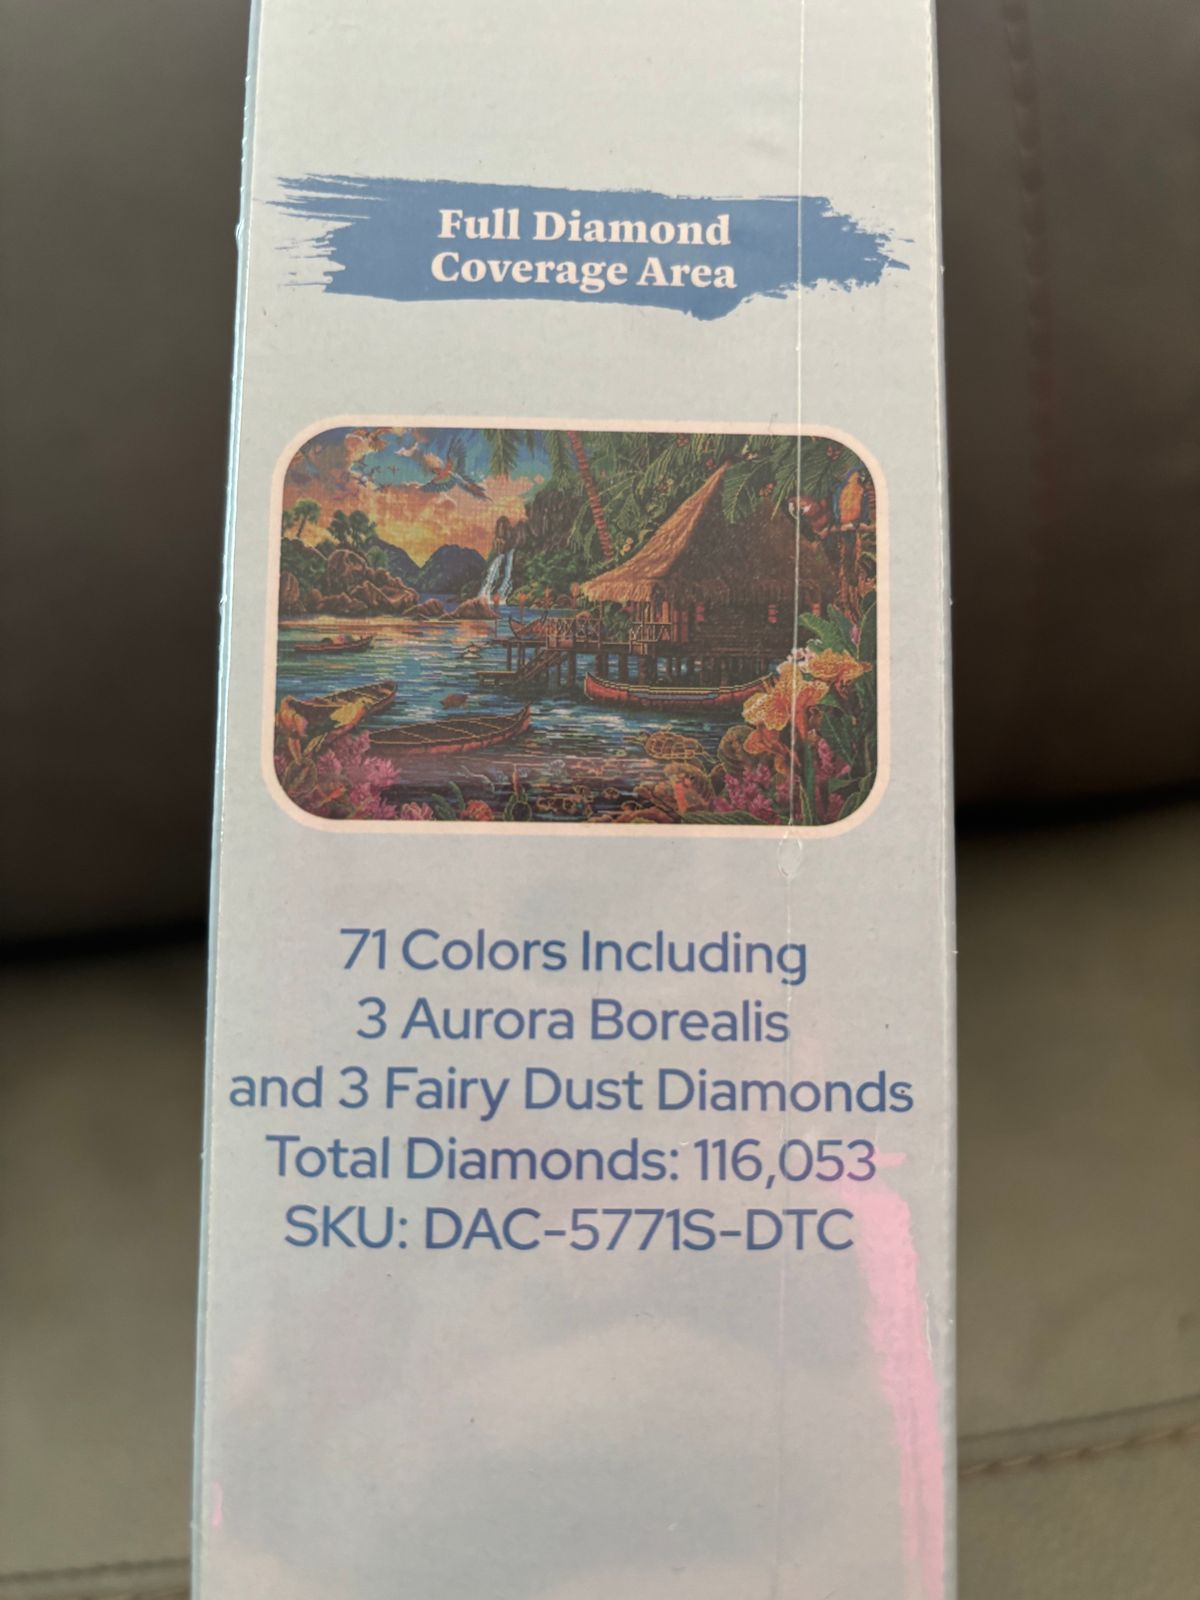 Full Diamond
Coverage Area
71 Colors Including
3 Aurora Borealis
and 3 Fairy Dust Diamonds
Total Diamonds: 116,053
SKU: DAC-5771S-DTC